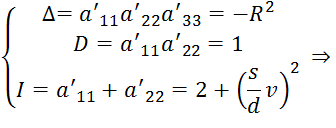 Δ= a'₁₁a'₂₂a'₃₃ = −R²
D = a'₁₁a'₂₂ = 1
I = a'₁₁ + a'₂₂ = 2 + (s/d v)²
⇒